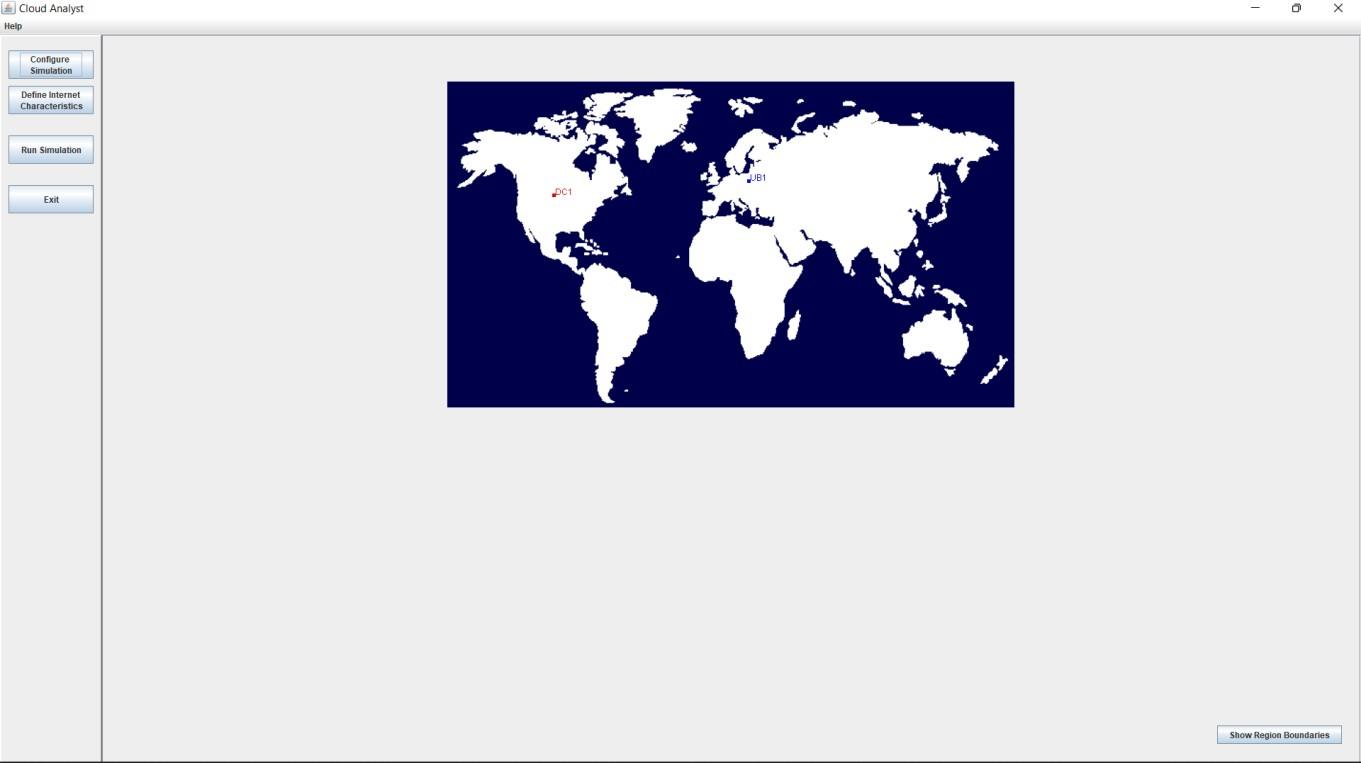 Cloud Analyst
Help
Configure
Simulation
Define Internet
Characteristics
Run Simulation
Exit
DC1
UB1
Show Region Boundaries